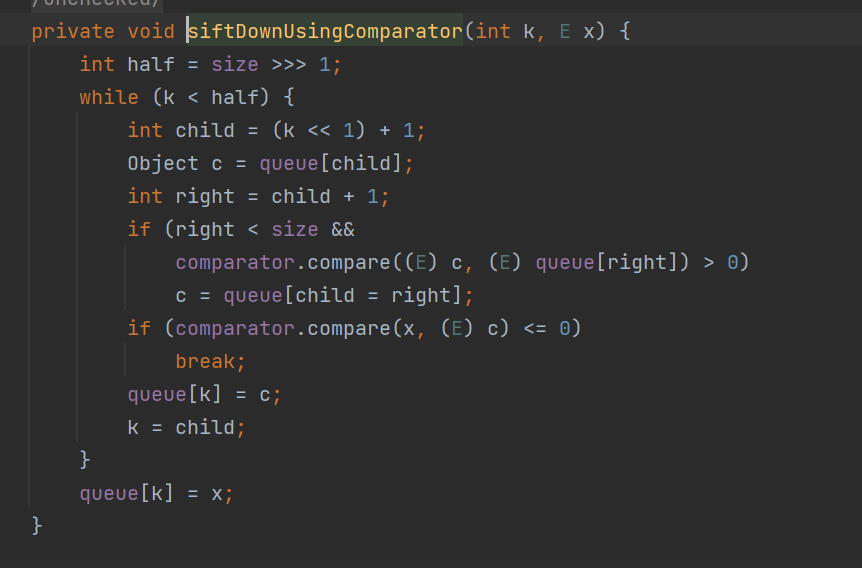 private void siftDownUsingComparator(int k, E x) {
int half = size >>> 1;
while (k < half) {
int child = (k << 1) + 1;
Object c = queue[child];
int right = child + 1;
if (right < size &&
comparator.compare((E) c, (E) queue[right]) > 0)
c = queue[child = right];
if (comparator.compare(x, (E) c) <= 0)
break;
queue[k] = c;
k = child;
}
queue[k] = x;
}